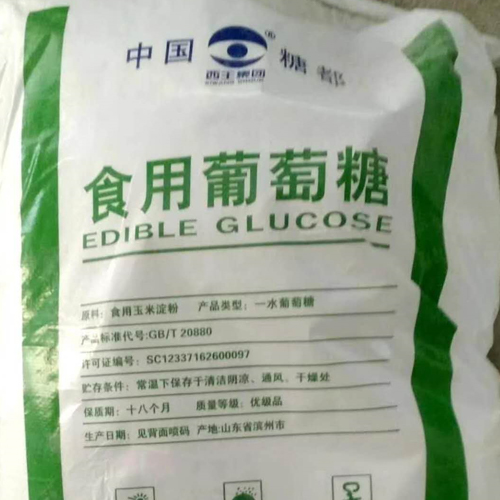 中国 ® 糖都
西王集团
XIWANG GROUP
食用葡萄糖
EDIBLE GLUCOSE
原料：食用玉米淀粉 产品类型：一水葡萄糖
产品标准代号:GB/T 20880
许可证编号：SC12337162600097
贮存条件：常温下保存于清洁阴凉、通风、干燥处
保质期：十八个月 质量等级：优级品
生产日期：见背面喷码 产地:山东省滨州市